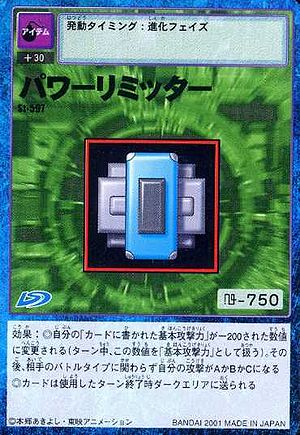 発動タイミング：進化フェイズ
アイテム
+30
パワーリミッター
St-597
-750
効果：◎自分の「カードに書かれた基本攻撃力」が−200された数値
に変更される(ターン中、この数値を「基本攻撃力」として扱う)。その
後、相手のバトルタイプに関わらず自分の攻撃がAかBかCになる
◎カードは使用したターン終了時ダークエリアに送られる
©本郷あきよし・東映アニメーション
BANDAI 2001 MADE IN JAPAN